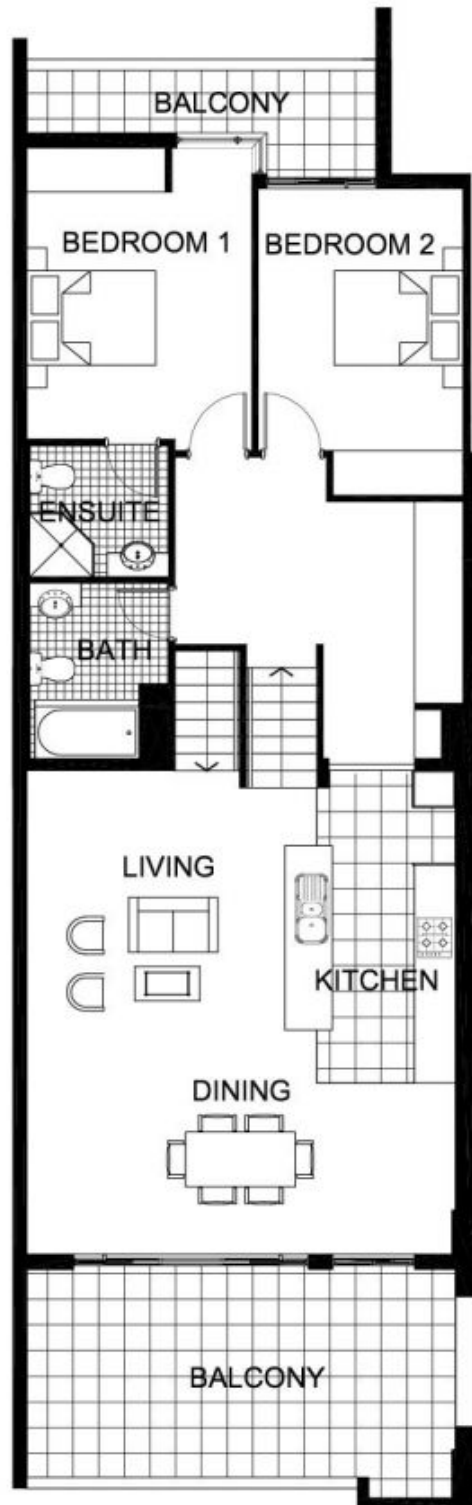 BALCONY
BEDROOM 1
BEDROOM 2
ENSUITE
BATH
LIVING
KITCHEN
DINING
BALCONY